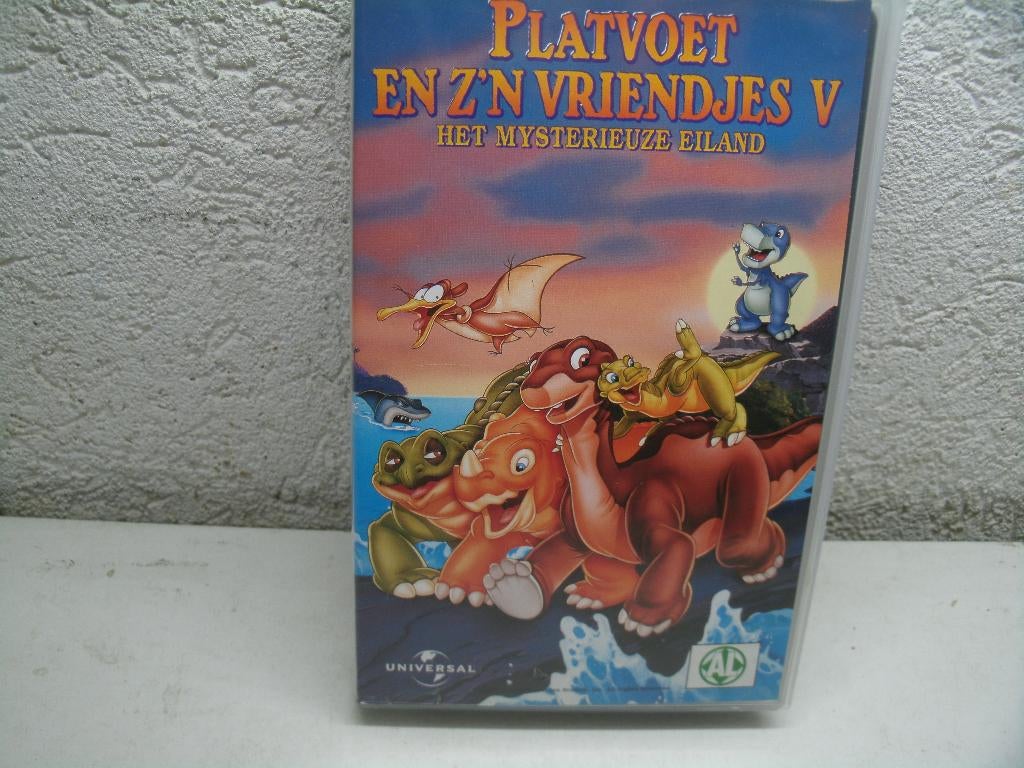 PLATVOET
EN Z'N VRIENDJES V
HET MYSTERIEUZE EILAND
UNIVERSAL
AL